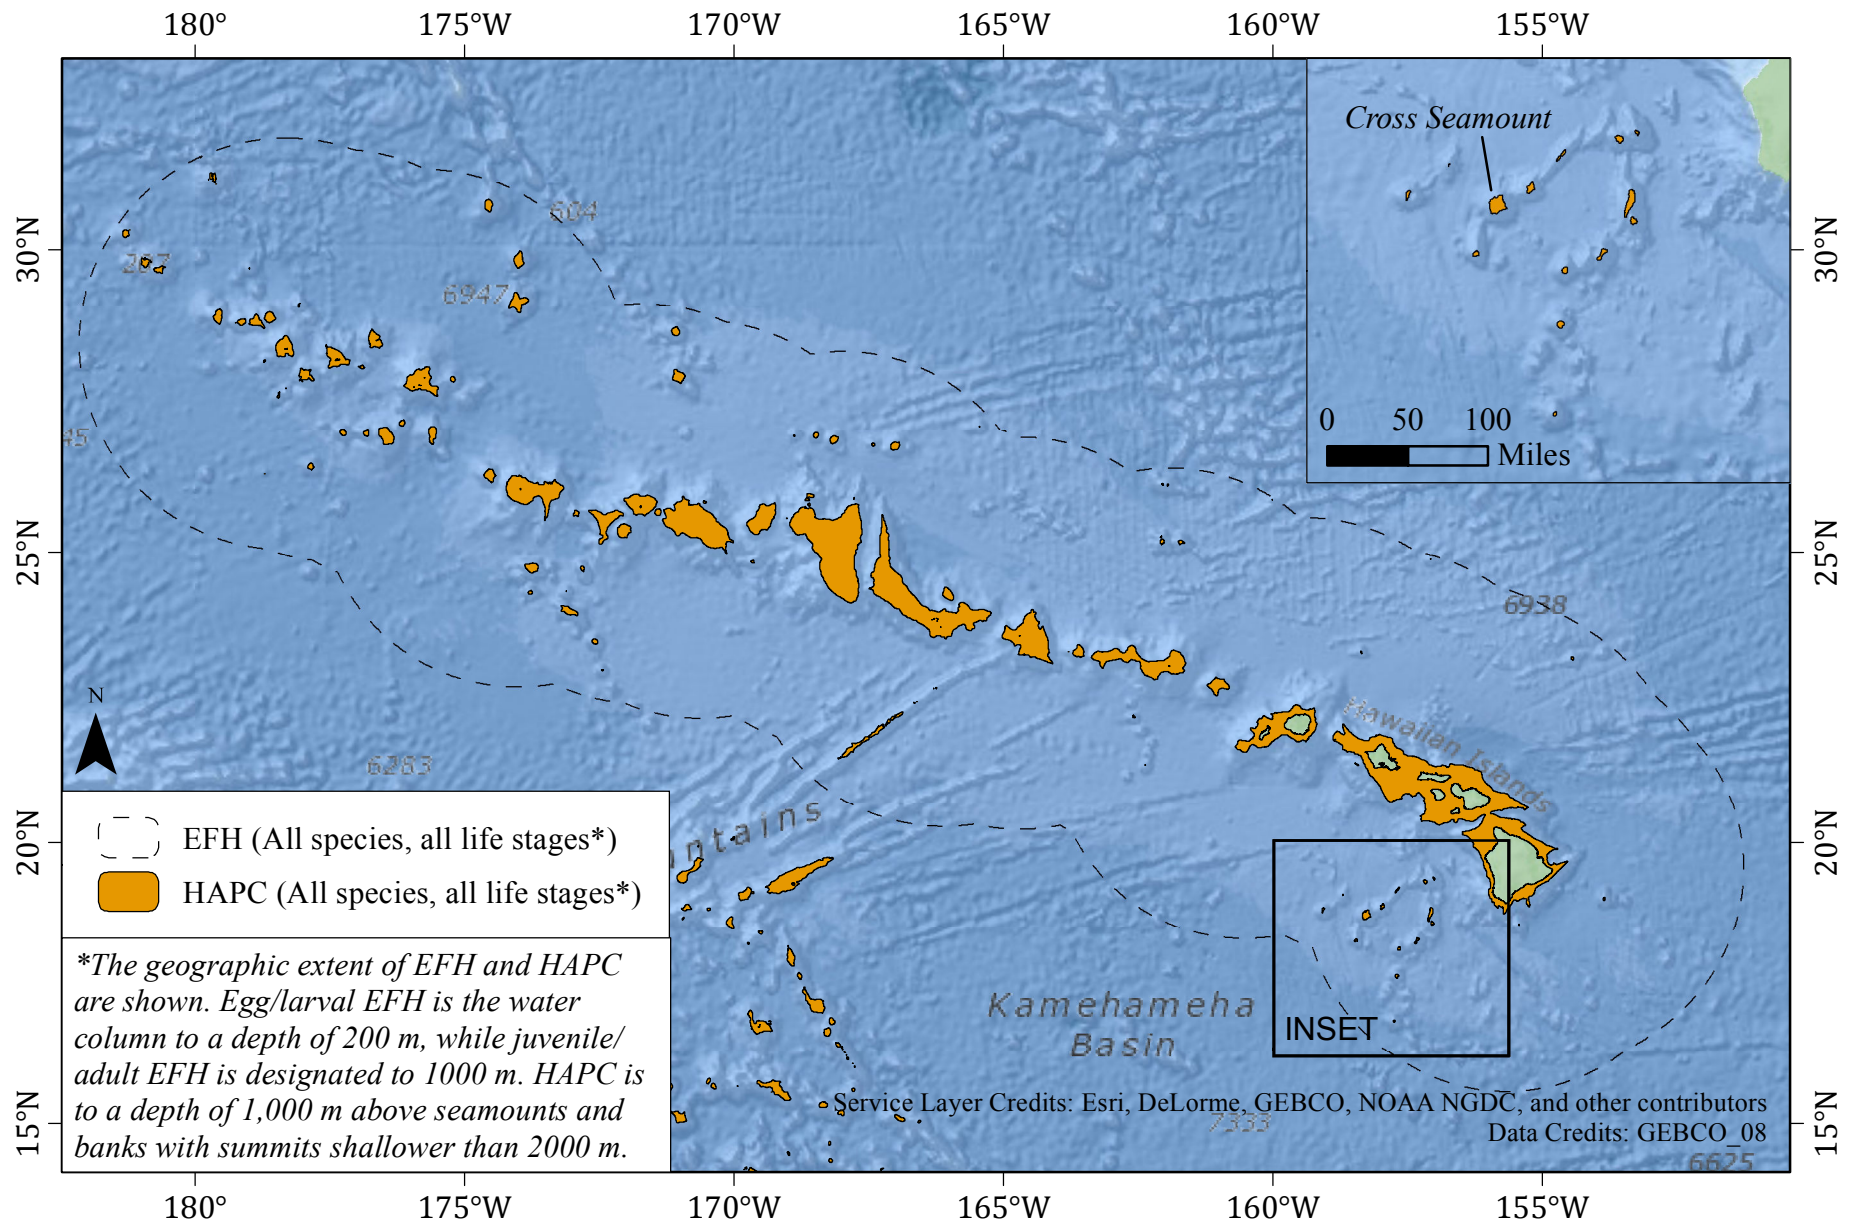 180° 175°W 170°W 165°W 160°W 155°W
Cross Seamount
604
30°N 30°N
6947
0 50 100
Miles
25°N 25°N
6938
N
Hawaiian Islands
6283
ntains
20°N 20°N
EFH (All species, all life stages*)
HAPC (All species, all life stages*)
*The geographic extent of EFH and HAPC
are shown. Egg/larval EFH is the water
column to a depth of 200 m, while juvenile/
adult EFH is designated to 1000 m. HAPC is
to a depth of 1,000 m above seamounts and
banks with summits shallower than 2000 m.
Kamehameha
Basin
INSET
Service Layer Credits: Esri, DeLorme, GEBCO, NOAA NGDC, and other contributors
7333
Data Credits: GEBCO_08
15°N 15°N
6625
180° 175°W 170°W 165°W 160°W 155°W